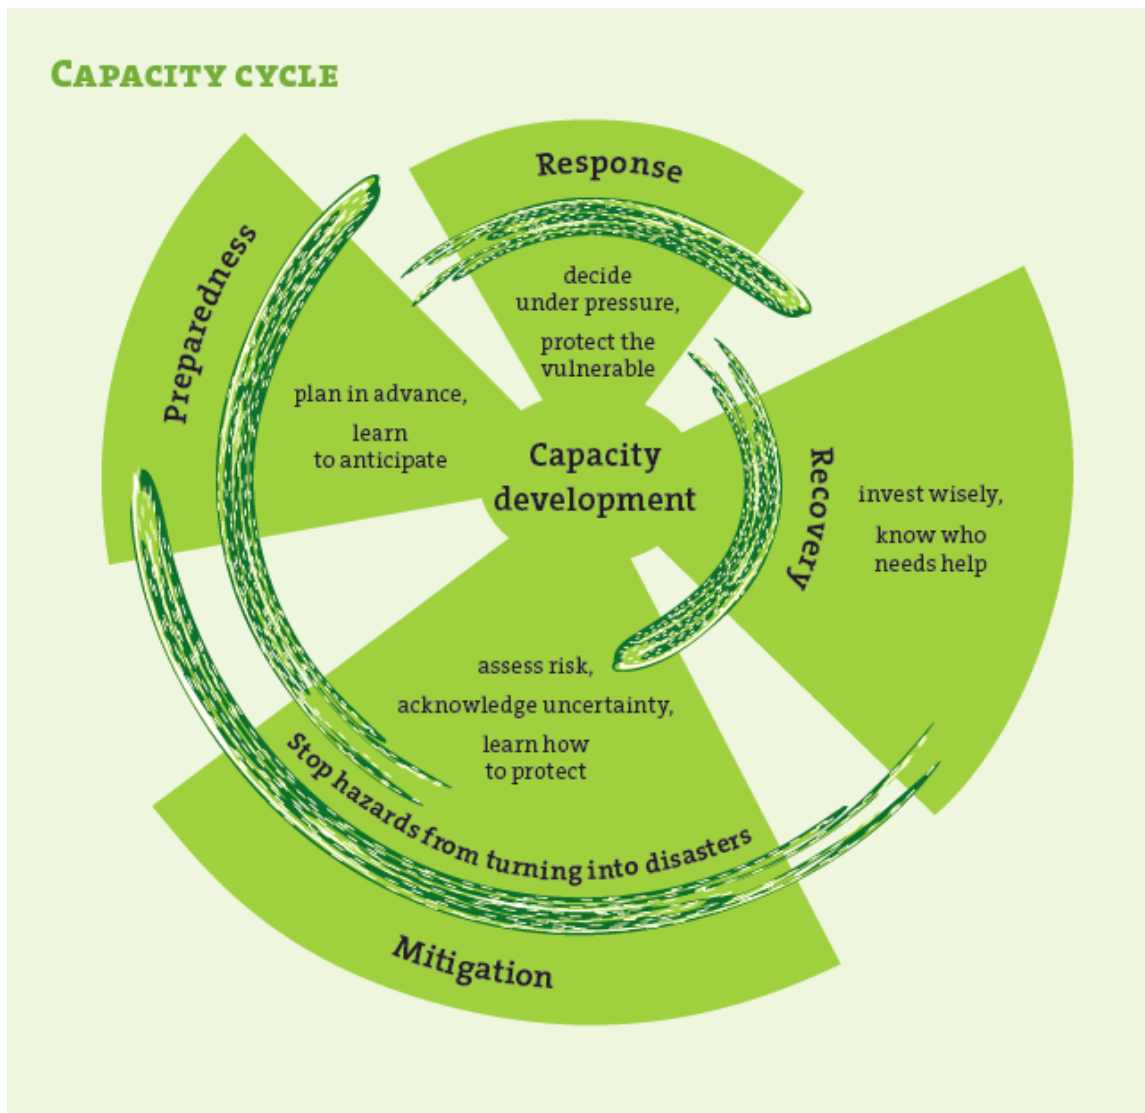 CAPACITY CYCLE
Response
decide
under pressure,
protect the
vulnerable
Preparedness
plan in advance,
learn
to anticipate
Capacity
development
Recovery
invest wisely,
know who
needs help
assess risk,
acknowledge uncertainty,
learn how
to protect
Stop hazards from turning into disasters
Mitigation